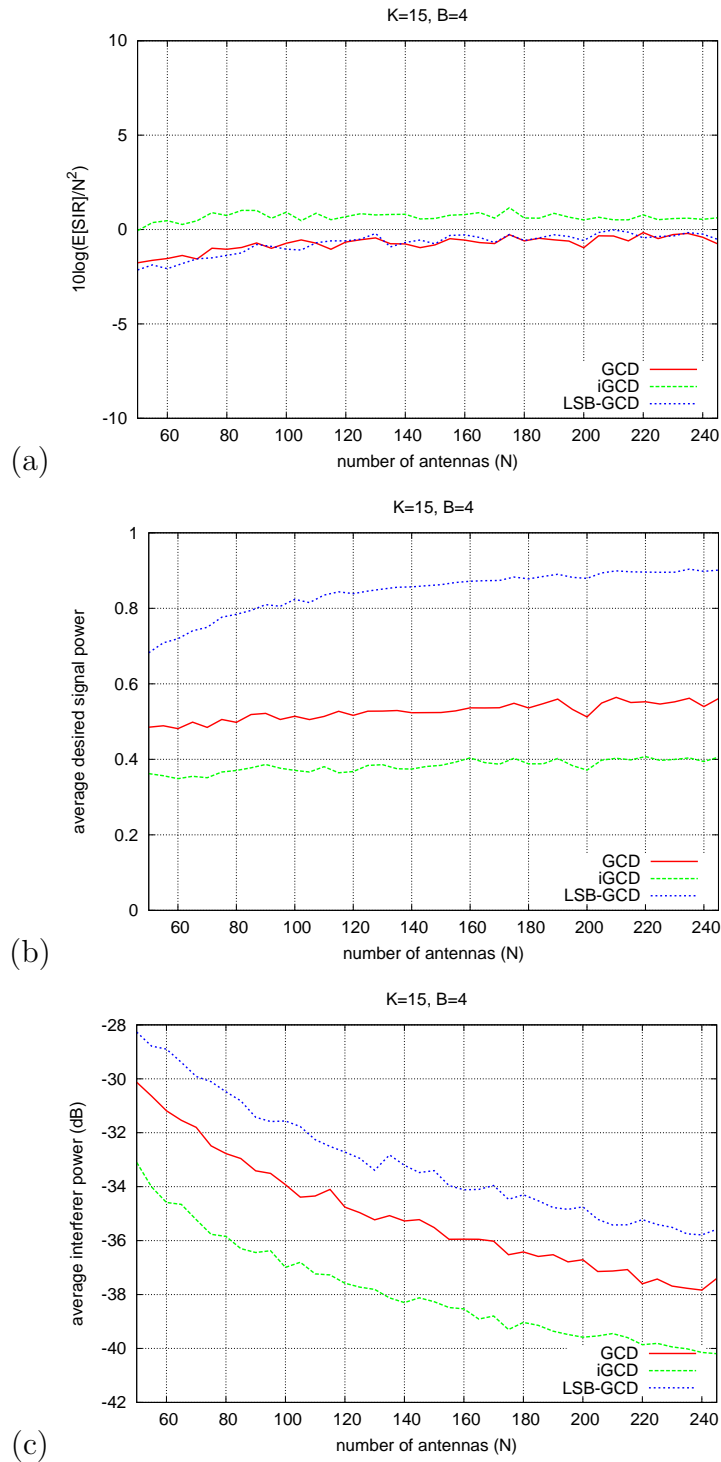 K=15, B=4
10
5
0
-5
-10
10log(E[SIR]/N²]
60 80 100 120 140 160 180 200 220 240
number of antennas (N)
GCD
iGCD
LSB-GCD
(a)
K=15, B=4
1
0.8
0.6
0.4
0.2
0
average desired signal power
60 80 100 120 140 160 180 200 220 240
number of antennas (N)
GCD
iGCD
LSB-GCD
(b)
K=15, B=4
-28
-30
-32
-34
-36
-38
-40
-42
average interferer power (dB)
60 80 100 120 140 160 180 200 220 240
number of antennas (N)
GCD
iGCD
LSB-GCD
(c)